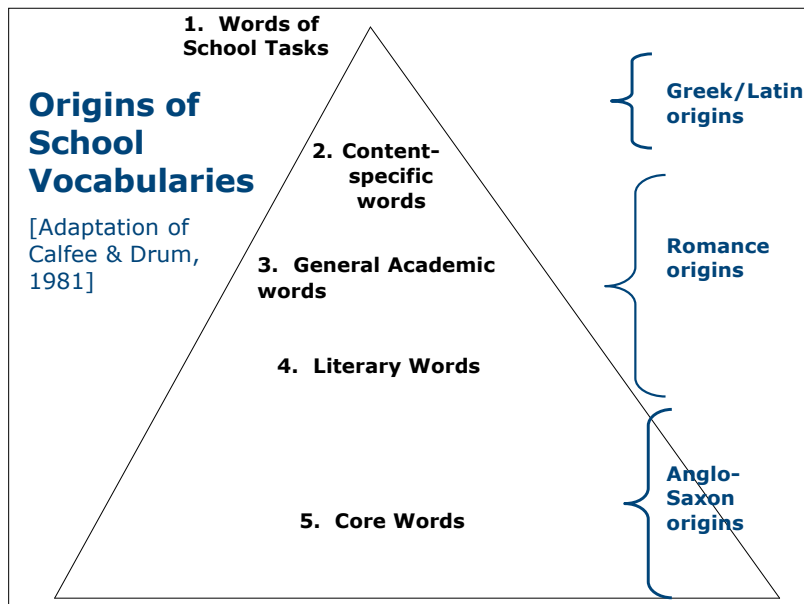 1. Words of
School Tasks
Origins of
School
Vocabularies
[Adaptation of
Calfee & Drum,
1981]
2. Content-
specific
words
3. General Academic
words
4. Literary Words
5. Core Words
Greek/Latin
origins
Romance
origins
Anglo-
Saxon
origins